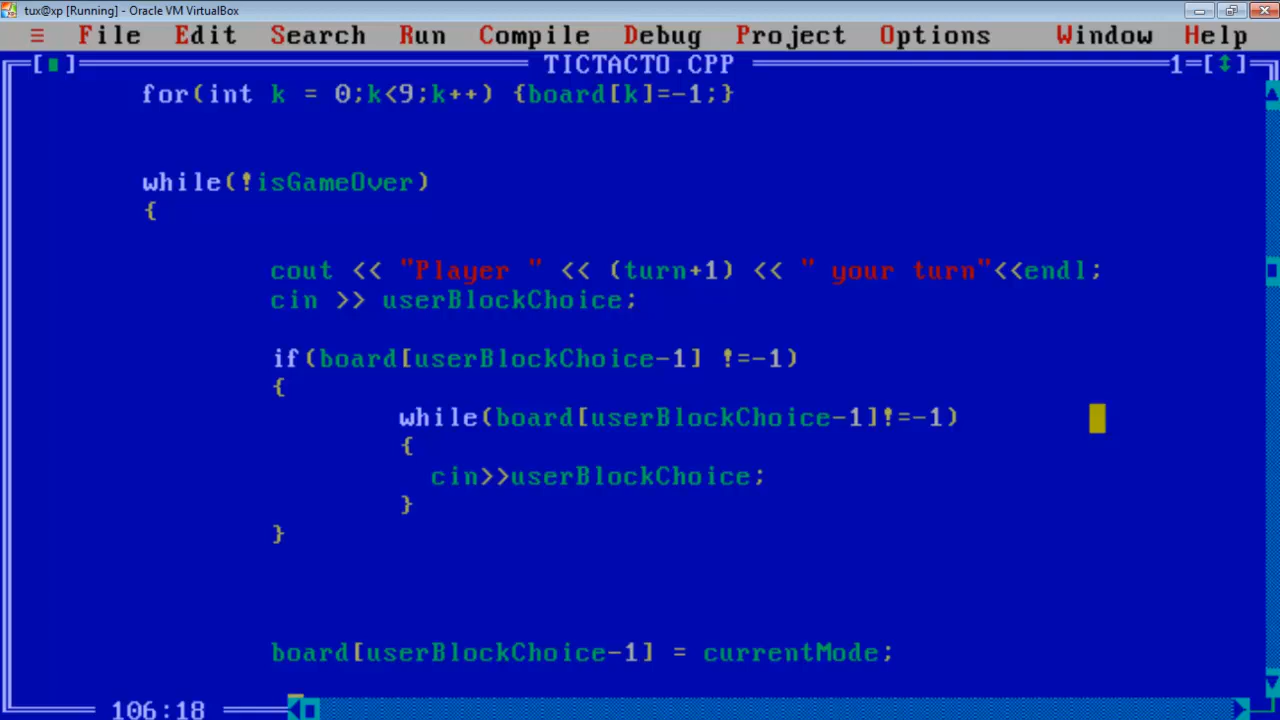 tux@xp [Running] - Oracle VM VirtualBox
≡ File Edit Search Run Compile Debug Project Options Window Help
[■] TICTACTO.CPP 1=[↕]
for(int k = 0;k<9;k++) {board[k]=-1;}
while(!isGameOver)
{
cout << "Player " << (turn+1) << " your turn"<<endl;
cin >> userBlockChoice;
if(board[userBlockChoice-1] !=-1)
{
while(board[userBlockChoice-1]!=-1)
{
cin>>userBlockChoice;
}
}
board[userBlockChoice-1] = currentMode;
106:18